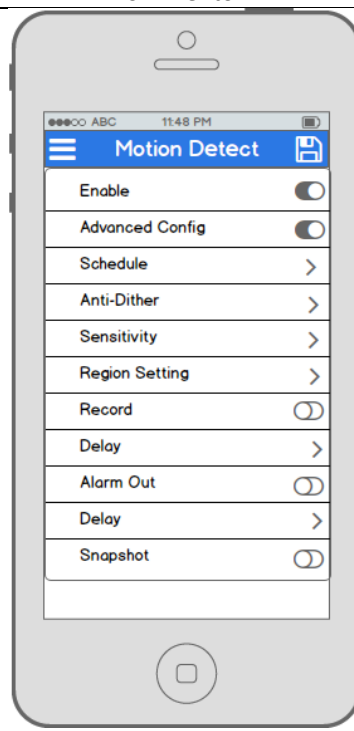 ABC 11:48 PM
Motion Detect
Enable
Advanced Config
Schedule
Anti-Dither
Sensitivity
Region Setting
Record
Delay
Alarm Out
Delay
Snapshot